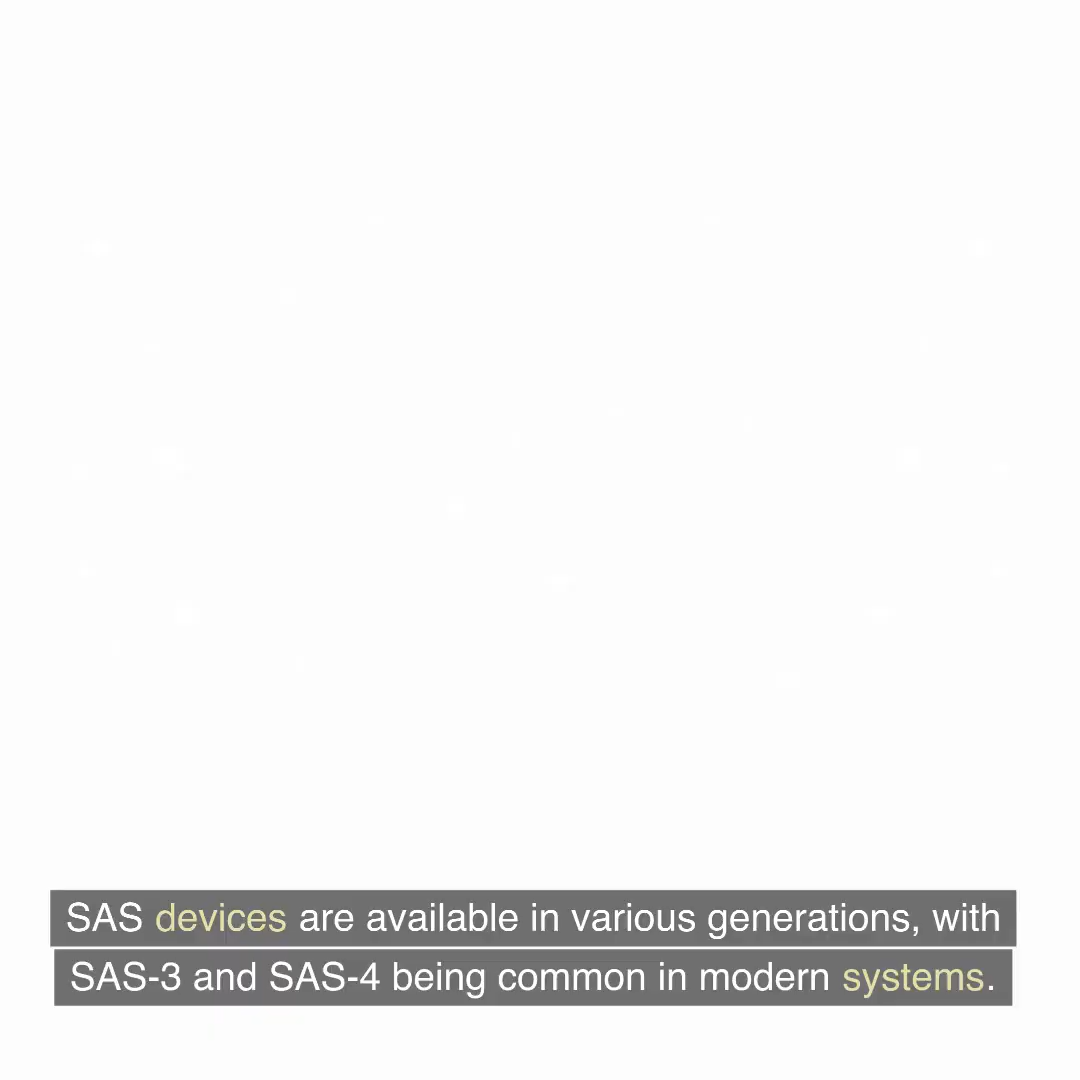 SAS devices are available in various generations, with
SAS-3 and SAS-4 being common in modern systems.